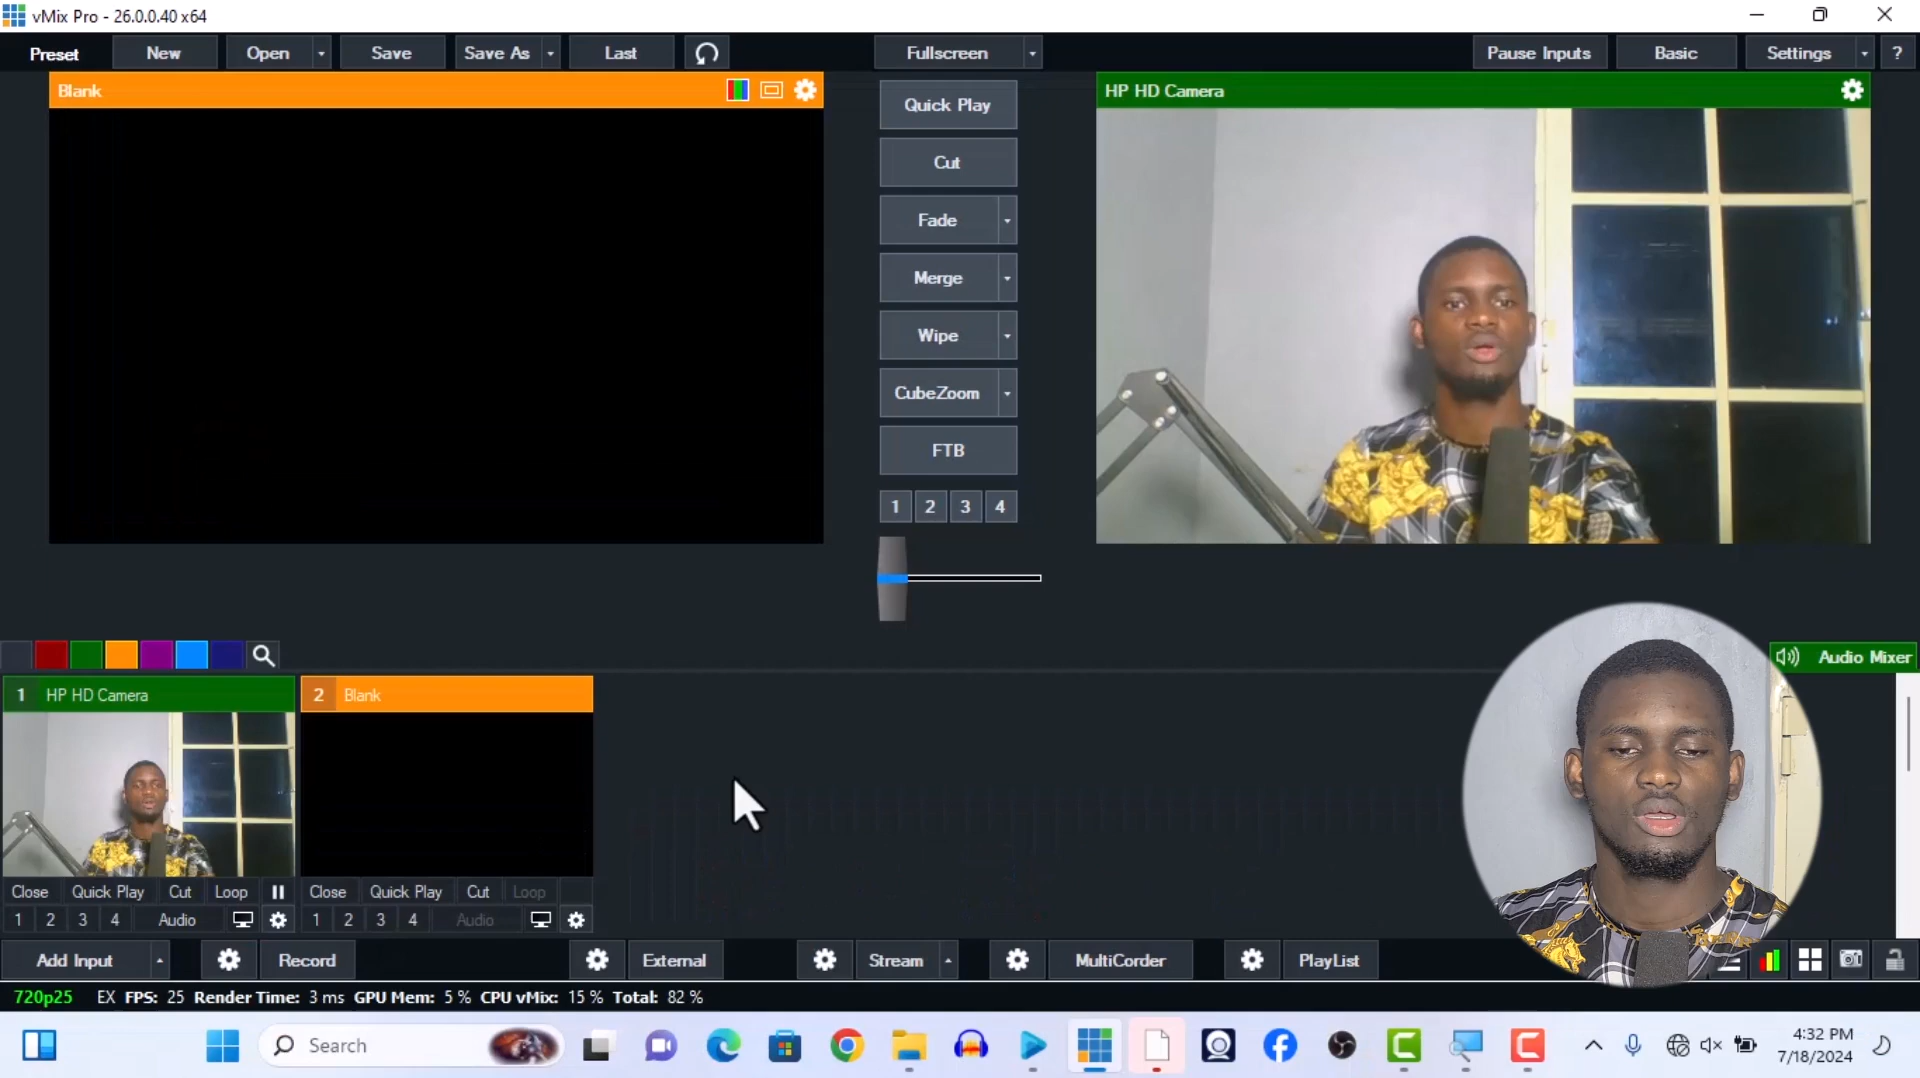 vMix Pro - 26.0.0.40 x64
Preset New Open Save Save As Last Fullscreen Pause Inputs Basic Settings ?
Blank
HP HD Camera
Quick Play
Cut
Fade
Merge
Wipe
CubeZoom
FTB
1 2 3 4
Audio Mixer
1 HP HD Camera
2 Blank
Close Quick Play Cut Loop Close Quick Play Cut Loop
1 2 3 4 Audio 1 2 3 4 Audio
Add Input Record External Stream MultiCorder PlayList
720p25 EX FPS: 25 Render Time: 3 ms GPU Mem: 5 % CPU vMix: 15 % Total: 82 %
Search
4:32 PM
7/18/2024